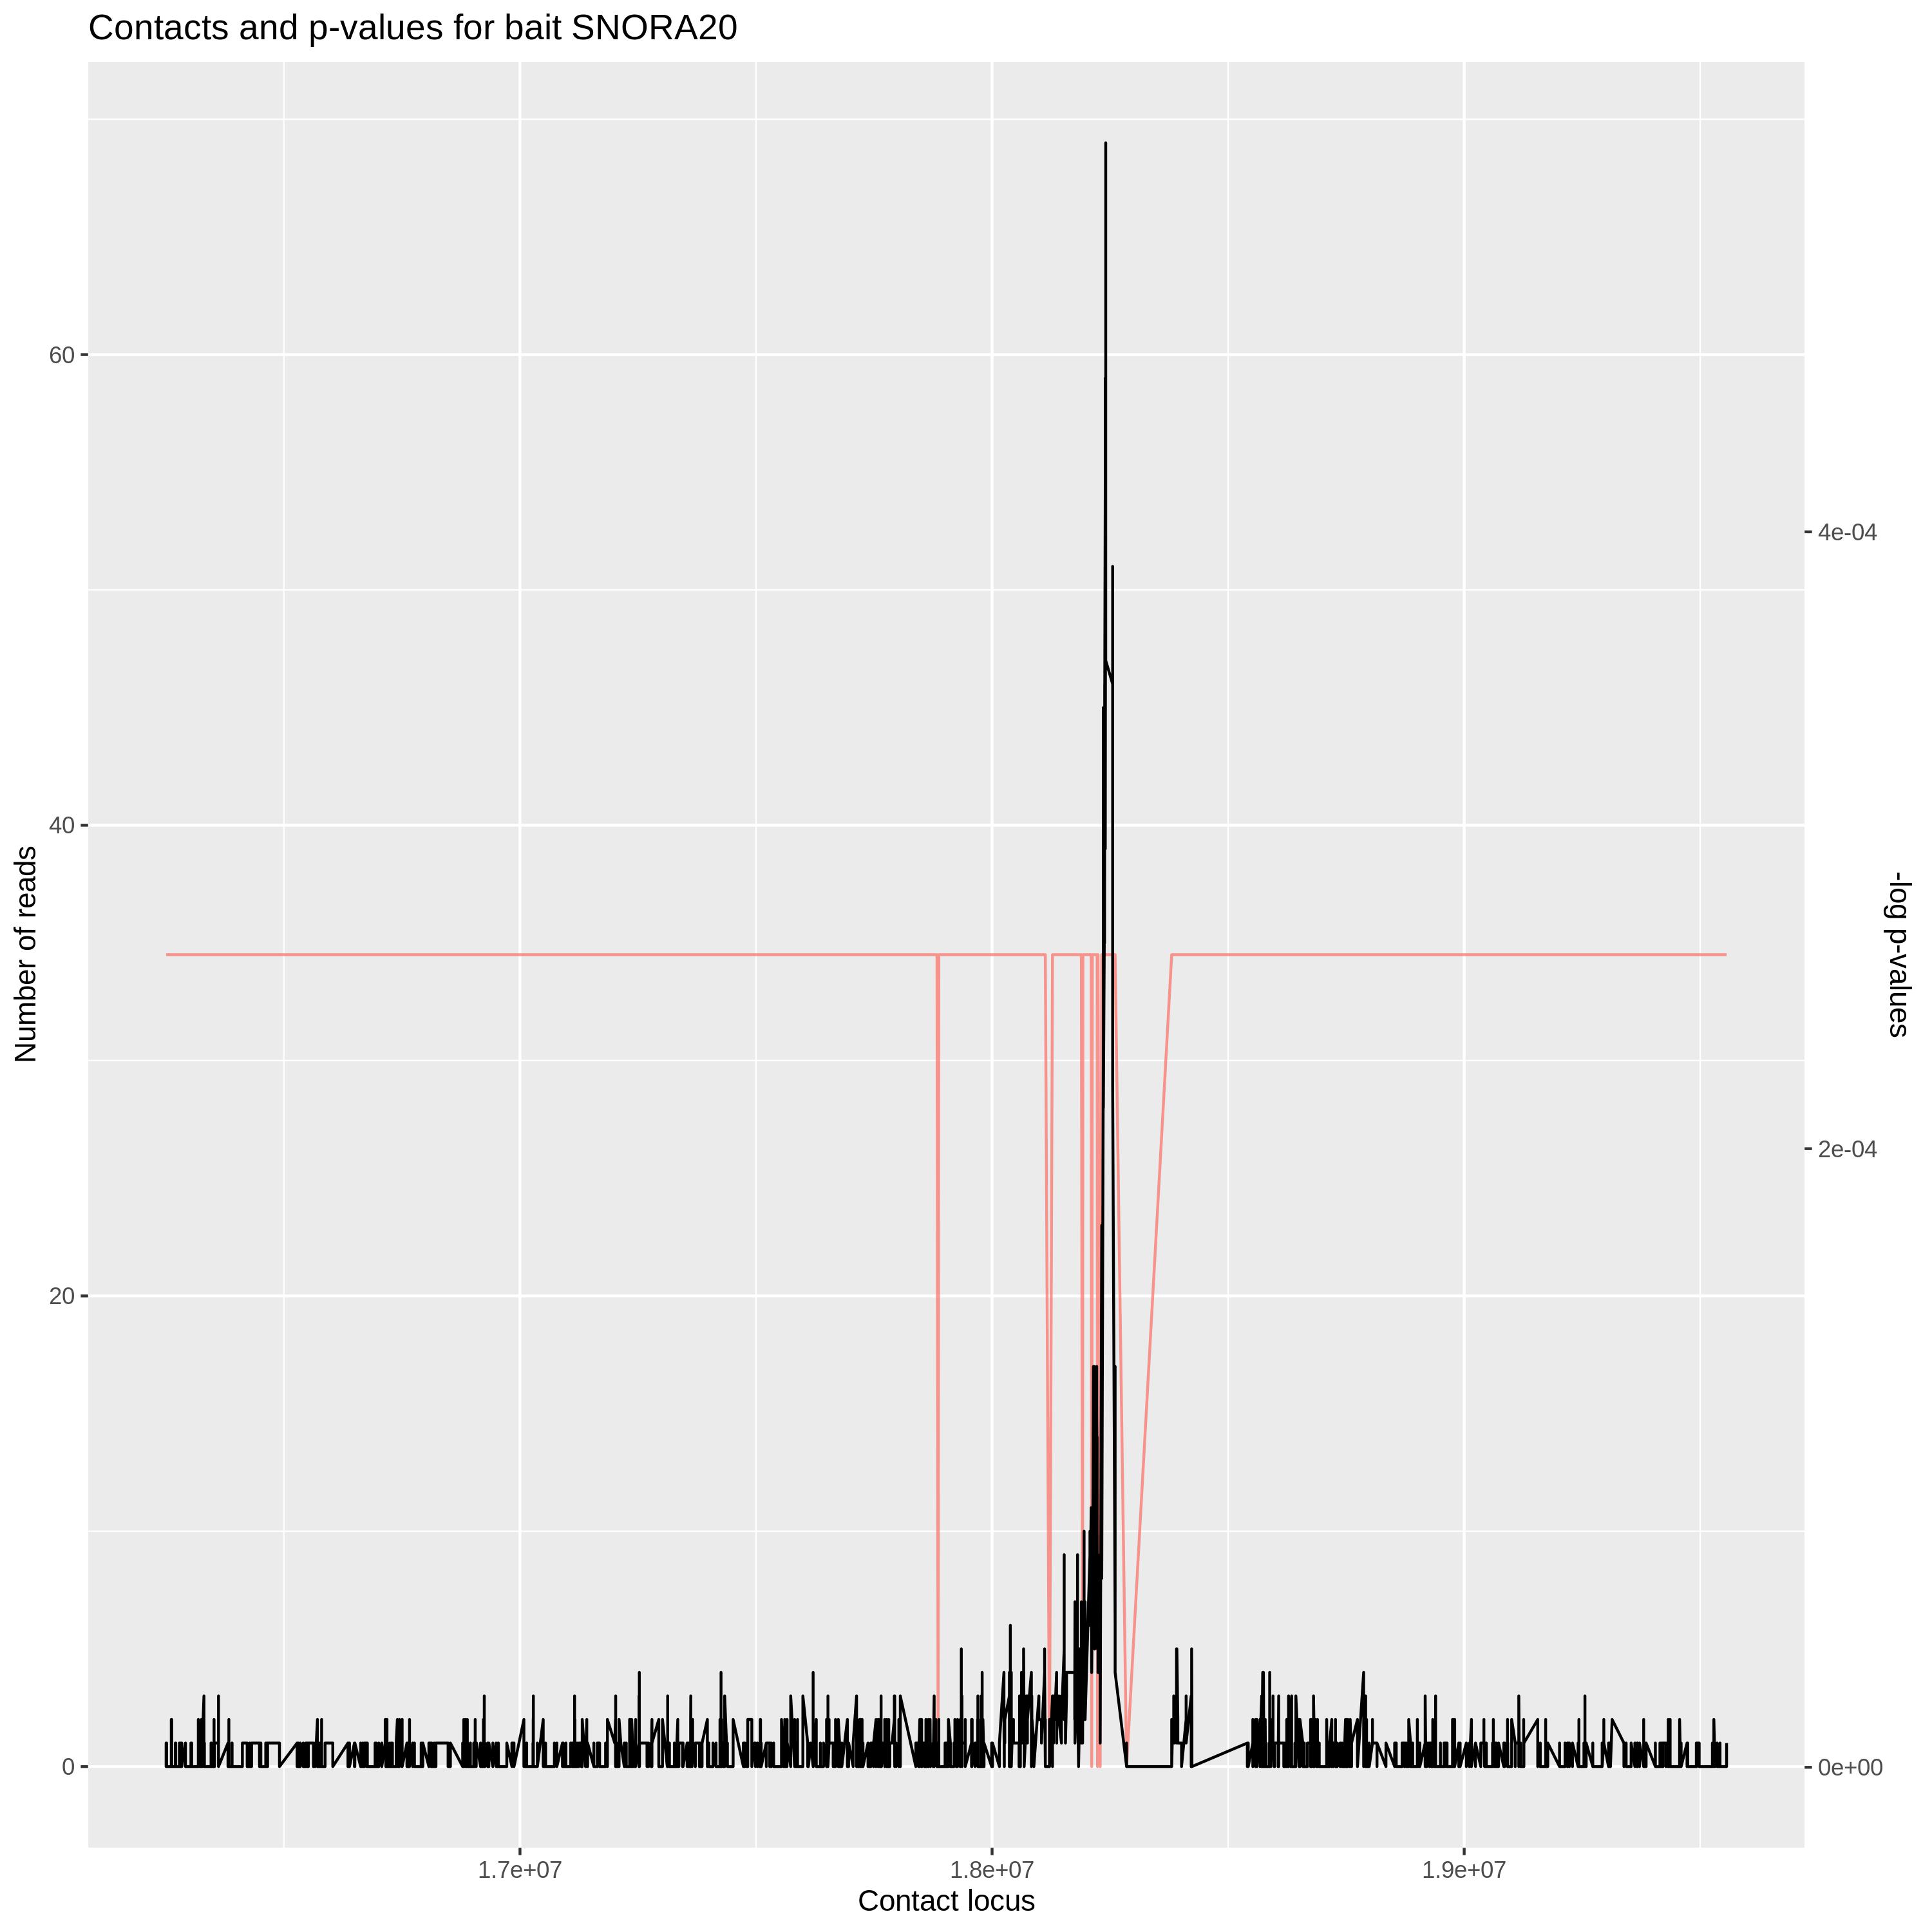 Contacts and p-values for bait SNORA20
60
40
20
0
Number of reads
4e-04
2e-04
0e+00
-log p-values
1.7e+07
1.8e+07
1.9e+07
Contact locus